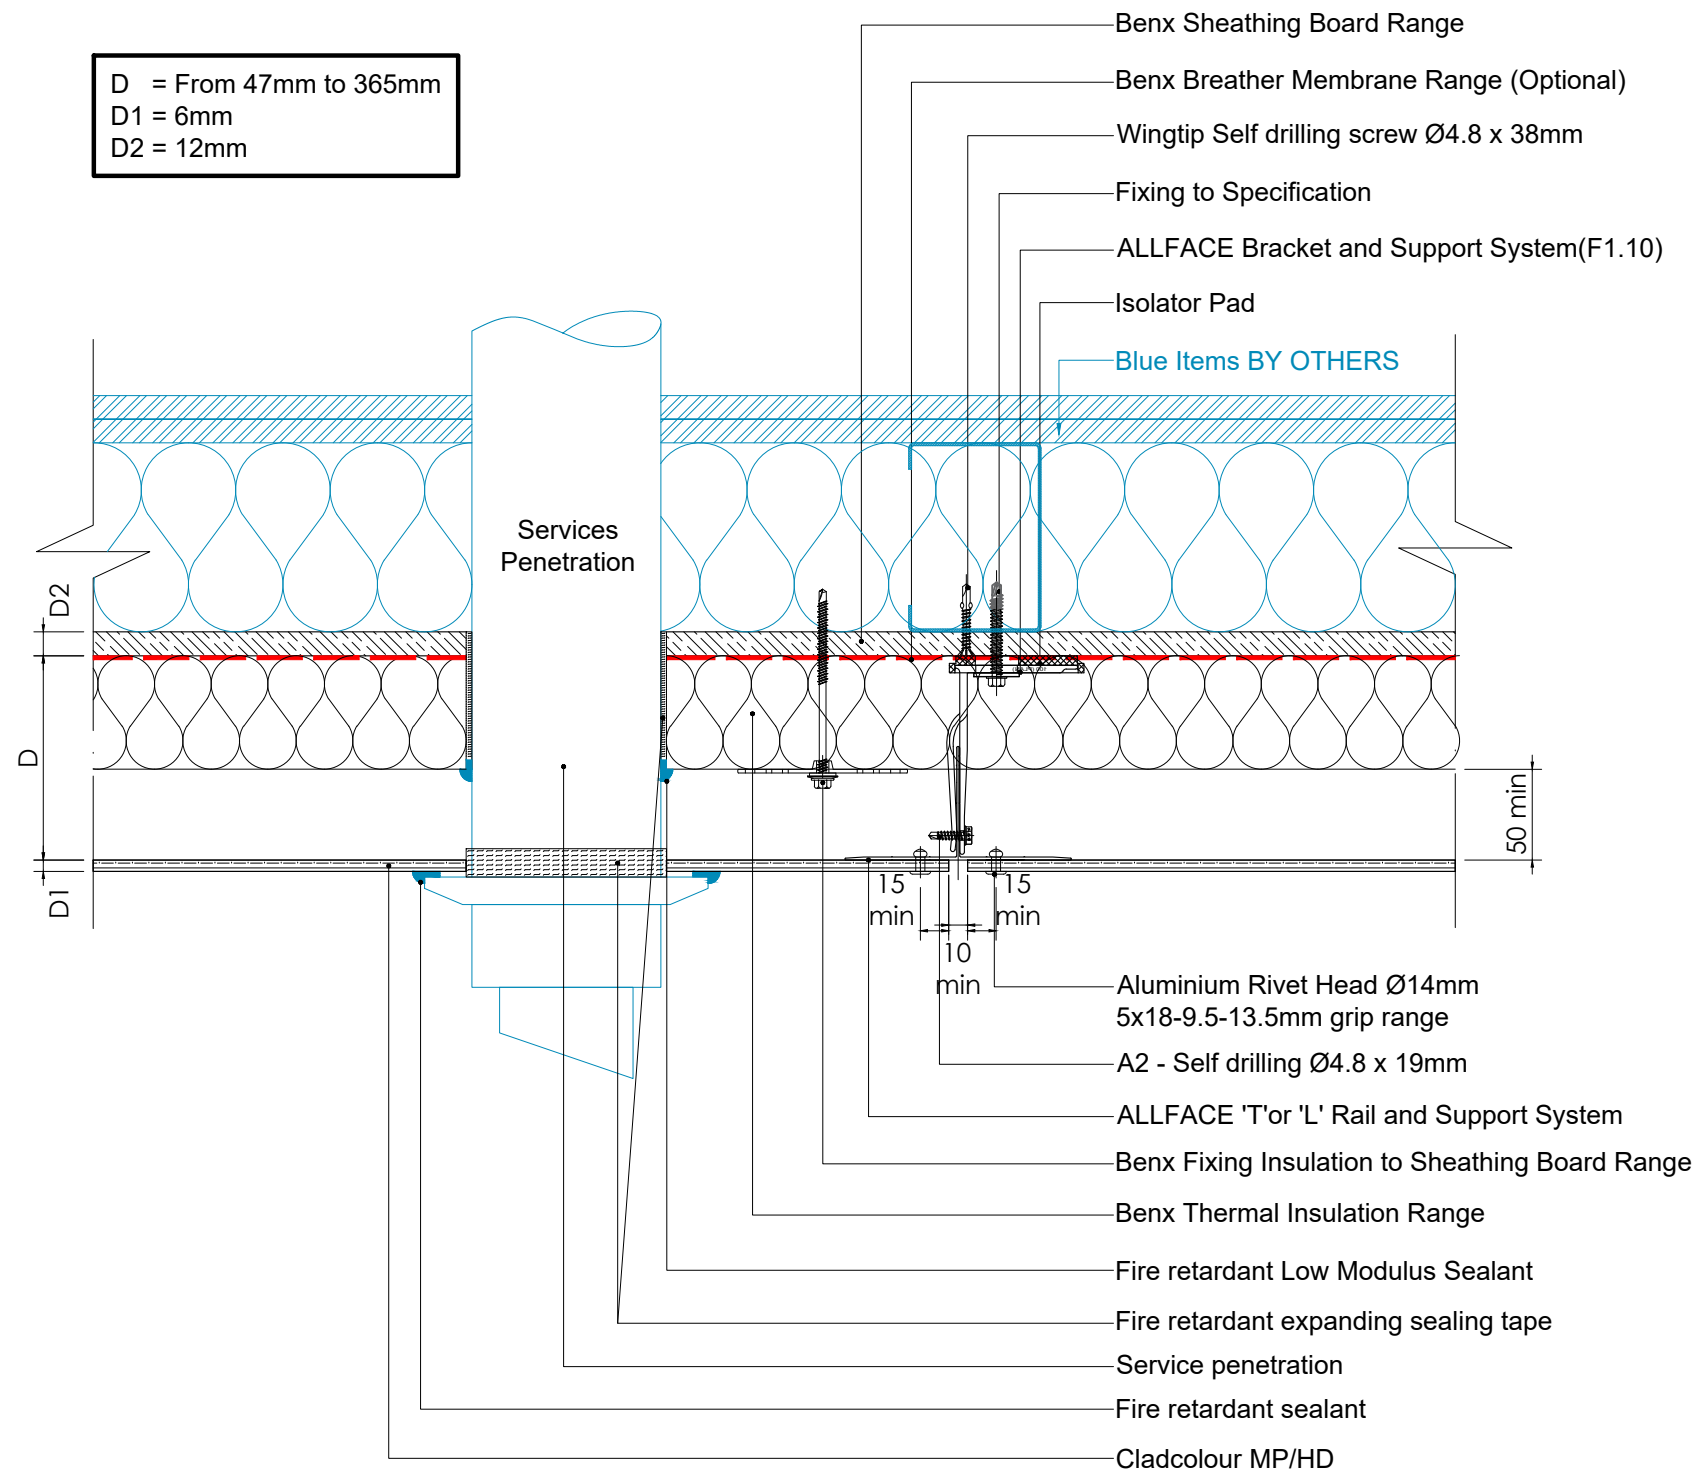 D = From 47mm to 365mm
D1 = 6mm
D2 = 12mm
Benx Sheathing Board Range
Benx Breather Membrane Range (Optional)
Wingtip Self drilling screw Ø4.8 x 38mm
Fixing to Specification
ALLFACE Bracket and Support System(F1.10)
Isolator Pad
Blue Items BY OTHERS
Services
Penetration
D2
D
D1
50 min
15
min
15
min
10
min
Aluminium Rivet Head Ø14mm
5x18-9.5-13.5mm grip range
A2 - Self drilling Ø4.8 x 19mm
ALLFACE 'T'or 'L' Rail and Support System
Benx Fixing Insulation to Sheathing Board Range
Benx Thermal Insulation Range
Fire retardant Low Modulus Sealant
Fire retardant expanding sealing tape
Service penetration
Fire retardant sealant
Cladcolour MP/HD